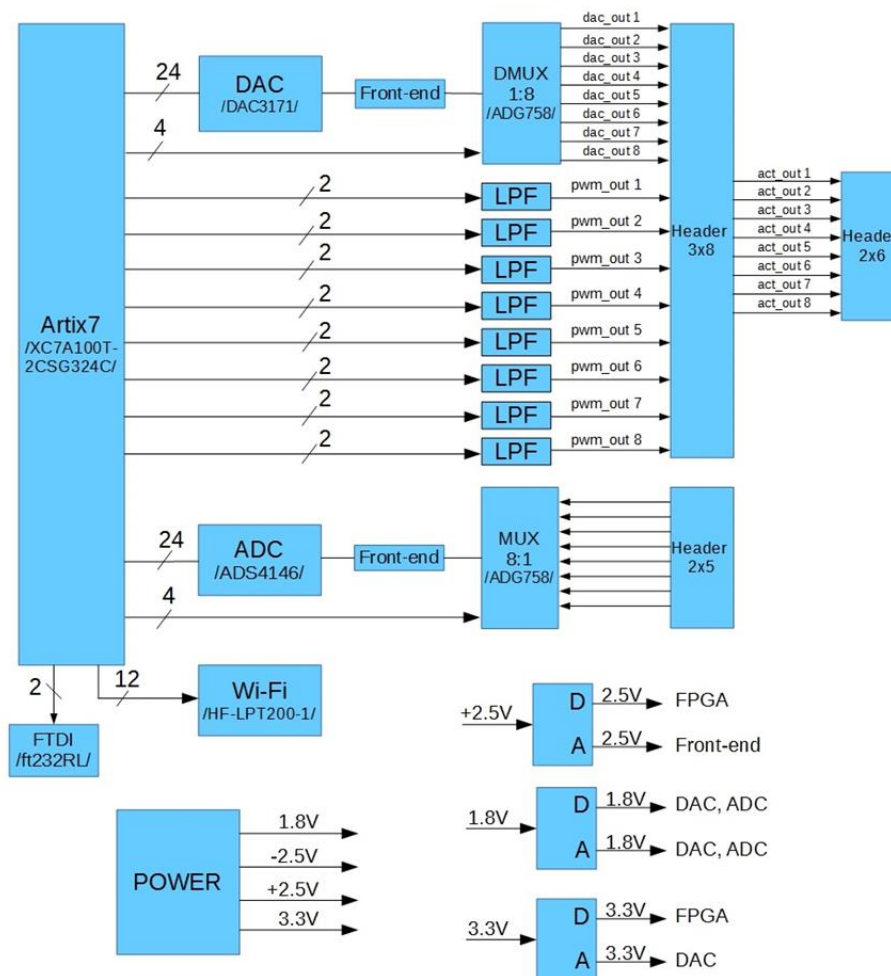 dac_out 1
dac_out 2
dac_out 3
dac_out 4
dac_out 5
dac_out 6
dac_out 7
dac_out 8
24
DAC
/DAC3171/
Front-end
DMUX
1:8
/ADG758/
4
2
LPF
pwm_out 1
2
LPF
pwm_out 2
2
LPF
pwm_out 3
2
LPF
pwm_out 4
2
LPF
pwm_out 5
2
LPF
pwm_out 6
2
LPF
pwm_out 7
2
LPF
pwm_out 8
Header
3x8
act_out 1
act_out 2
act_out 3
act_out 4
act_out 5
act_out 6
act_out 7
act_out 8
Header
2x6
Artix7
/XC7A100T-
2CSG324C/
24
ADC
/ADS4146/
Front-end
MUX
8:1
/ADG758/
Header
2x5
4
2
12
Wi-Fi
/HF-LPT200-1/
FTDI
/ft232RL/
POWER
1.8V
-2.5V
+2.5V
3.3V
+2.5V
D
2.5V
FPGA
A
2.5V
Front-end
1.8V
D
1.8V
DAC, ADC
A
1.8V
DAC, ADC
3.3V
D
3.3V
FPGA
A
3.3V
DAC